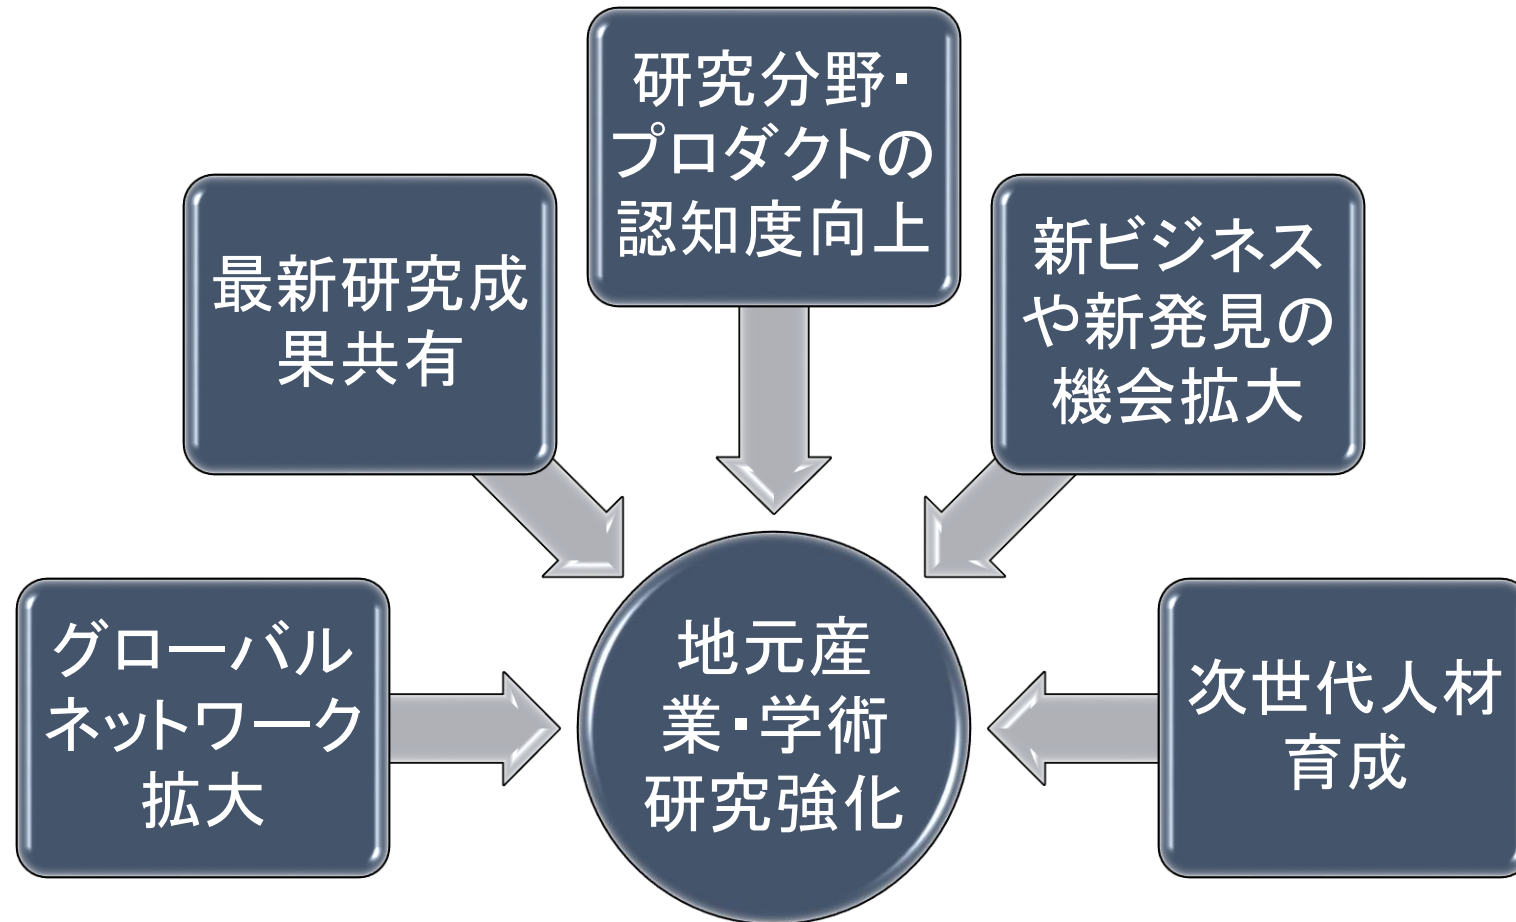 研究分野・
プロダクトの
認知度向上
最新研究成
果共有
新ビジネス
や新発見の
機会拡大
グローバル
ネットワーク
拡大
地元産
業・学術
研究強化
次世代人材
育成